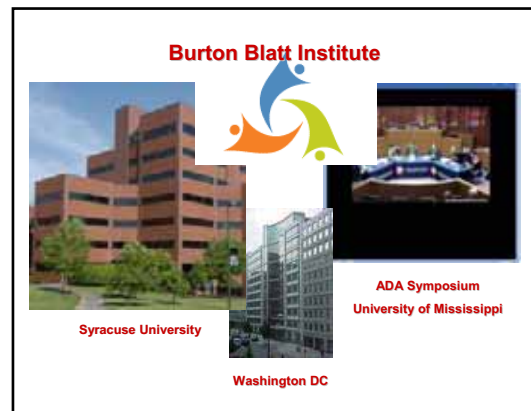 Burton Blatt Institute
ADA Symposium
University of Mississippi
Syracuse University
Washington DC